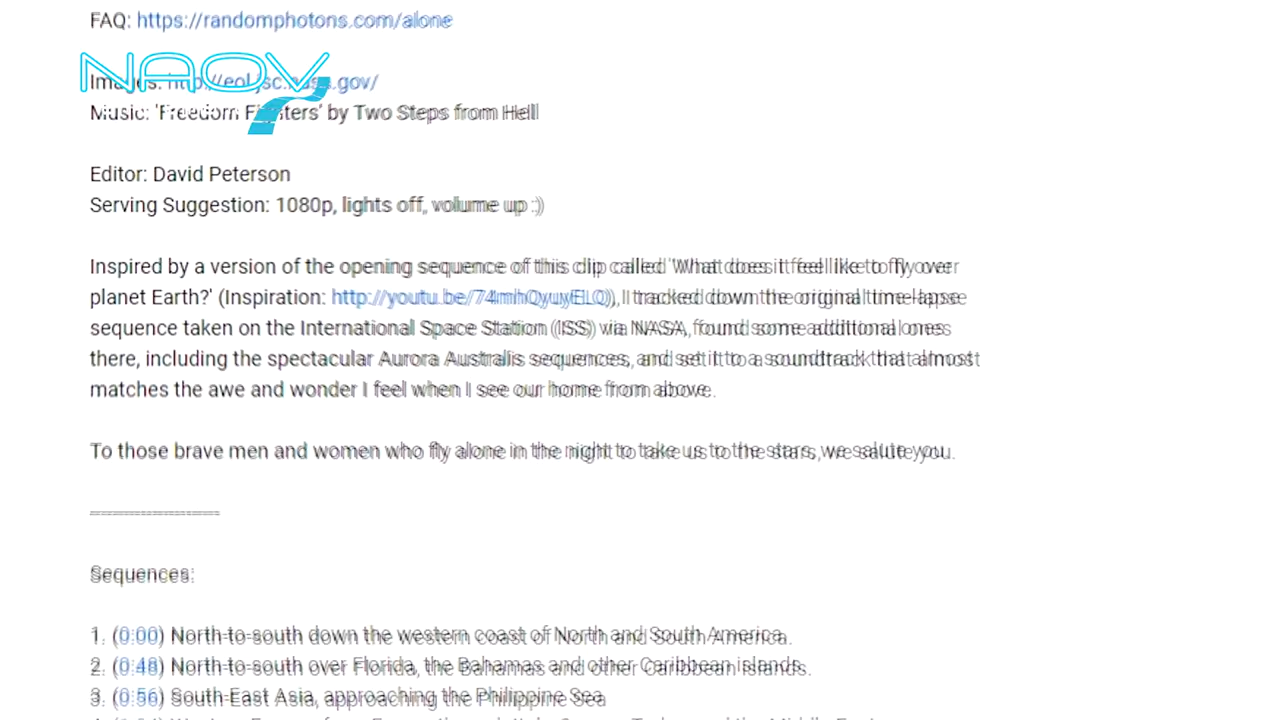 FAQ: https://randomphotons.com/alone
NAOV
Images: http://eol.jsc.nasa.gov/
Music: 'Freedom Fighters' by Two Steps from Hell
Editor: David Peterson
Serving Suggestion: 1080p, lights off, volume up :)
Inspired by a version of the opening sequence of this clip called 'What does it feel like to fly over
planet Earth?' (Inspiration: http://youtu.be/74mhQyuyELQ), I tracked down the original time-lapse
sequence taken on the International Space Station (ISS) via NASA, found some additional ones
there, including the spectacular Aurora Australis sequences, and set it to a soundtrack that almost
matches the awe and wonder I feel when I see our home from above.
To those brave men and women who fly alone in the night to take us to the stars, we salute you.
Sequences:
1. (0:00) North-to-south down the western coast of North and South America.
2. (0:48) North-to-south over Florida, the Bahamas and other Caribbean islands.
3. (0:56) South-East Asia, approaching the Philippine Sea